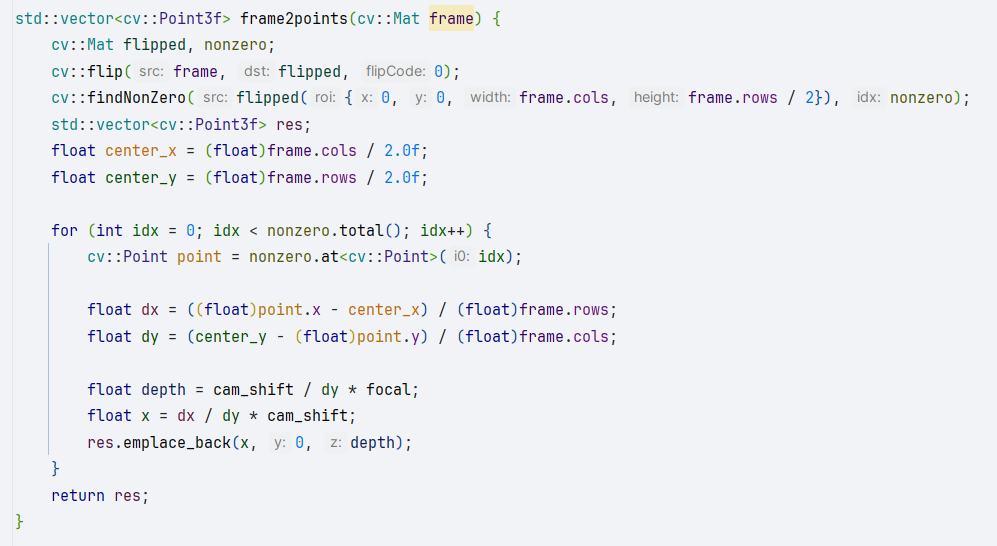 std::vector<cv::Point3f> frame2points(cv::Mat frame) {
    cv::Mat flipped, nonzero;
    cv::flip( src: frame, dst: flipped, flipCode: 0);
    cv::findNonZero( src: flipped( roi: { x: 0, y: 0, width: frame.cols, height: frame.rows / 2}), idx: nonzero);
    std::vector<cv::Point3f> res;
    float center_x = (float)frame.cols / 2.0f;
    float center_y = (float)frame.rows / 2.0f;

    for (int idx = 0; idx < nonzero.total(); idx++) {
        cv::Point point = nonzero.at<cv::Point>( i0: idx);

        float dx = ((float)point.x - center_x) / (float)frame.rows;
        float dy = (center_y - (float)point.y) / (float)frame.cols;

        float depth = cam_shift / dy * focal;
        float x = dx / dy * cam_shift;
        res.emplace_back(x, y: 0, z: depth);
    }
    return res;
}